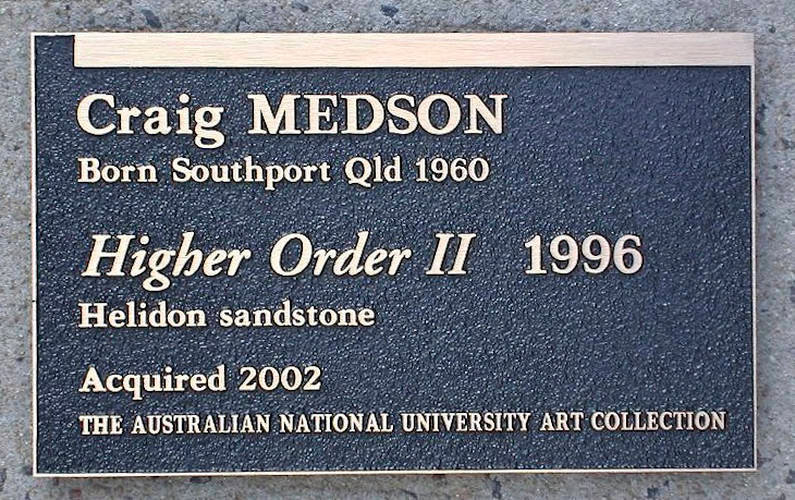 Craig MEDSON
Born Southport Qld 1960
Higher Order II 1996
Helidon sandstone
Acquired 2002
THE AUSTRALIAN NATIONAL UNIVERSITY ART COLLECTION